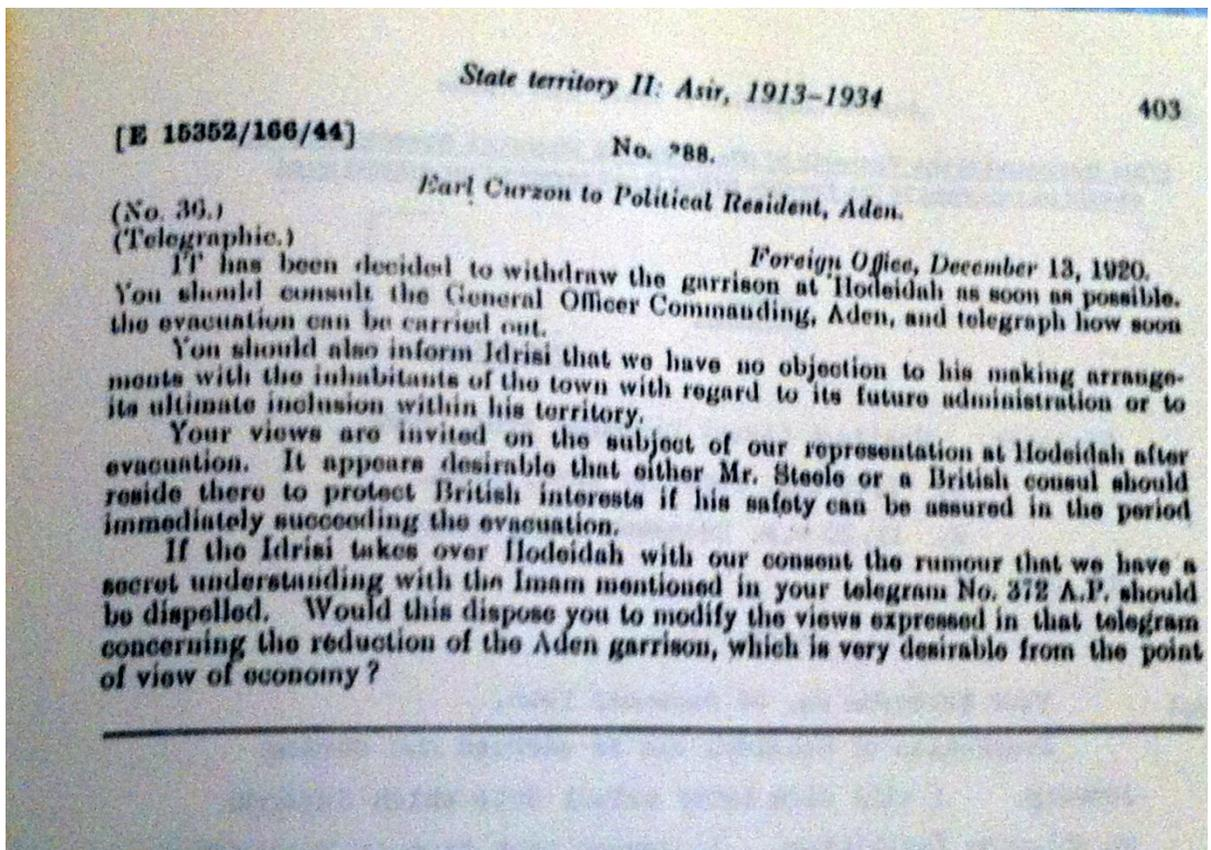 State territory II: Asir, 1913–1934
403
[E 15352/166/44]
No. 288.
Earl Curzon to Political Resident, Aden.
(No. 36.)
(Telegraphic.)
Foreign Office, December 13, 1920.
IT has been decided to withdraw the garrison at Hodeidah as soon as possible.
You should consult the General Officer Commanding, Aden, and telegraph how soon
the evacuation can be carried out.
You should also inform Idrisi that we have no objection to his making arrange-
ments with the inhabitants of the town with regard to its future administration or to
its ultimate inclusion within his territory.
Your views are invited on the subject of our representation at Hodeidah after
evacuation. It appears desirable that either Mr. Steele or a British consul should
reside there to protect British interests if his safety can be assured in the period
immediately succeeding the evacuation.
If the Idrisi takes over Hodeidah with our consent the rumour that we have a
secret understanding with the Imam mentioned in your telegram No. 372 A.P. should
be dispelled. Would this dispose you to modify the views expressed in that telegram
concerning the reduction of the Aden garrison, which is very desirable from the point
of view of economy?